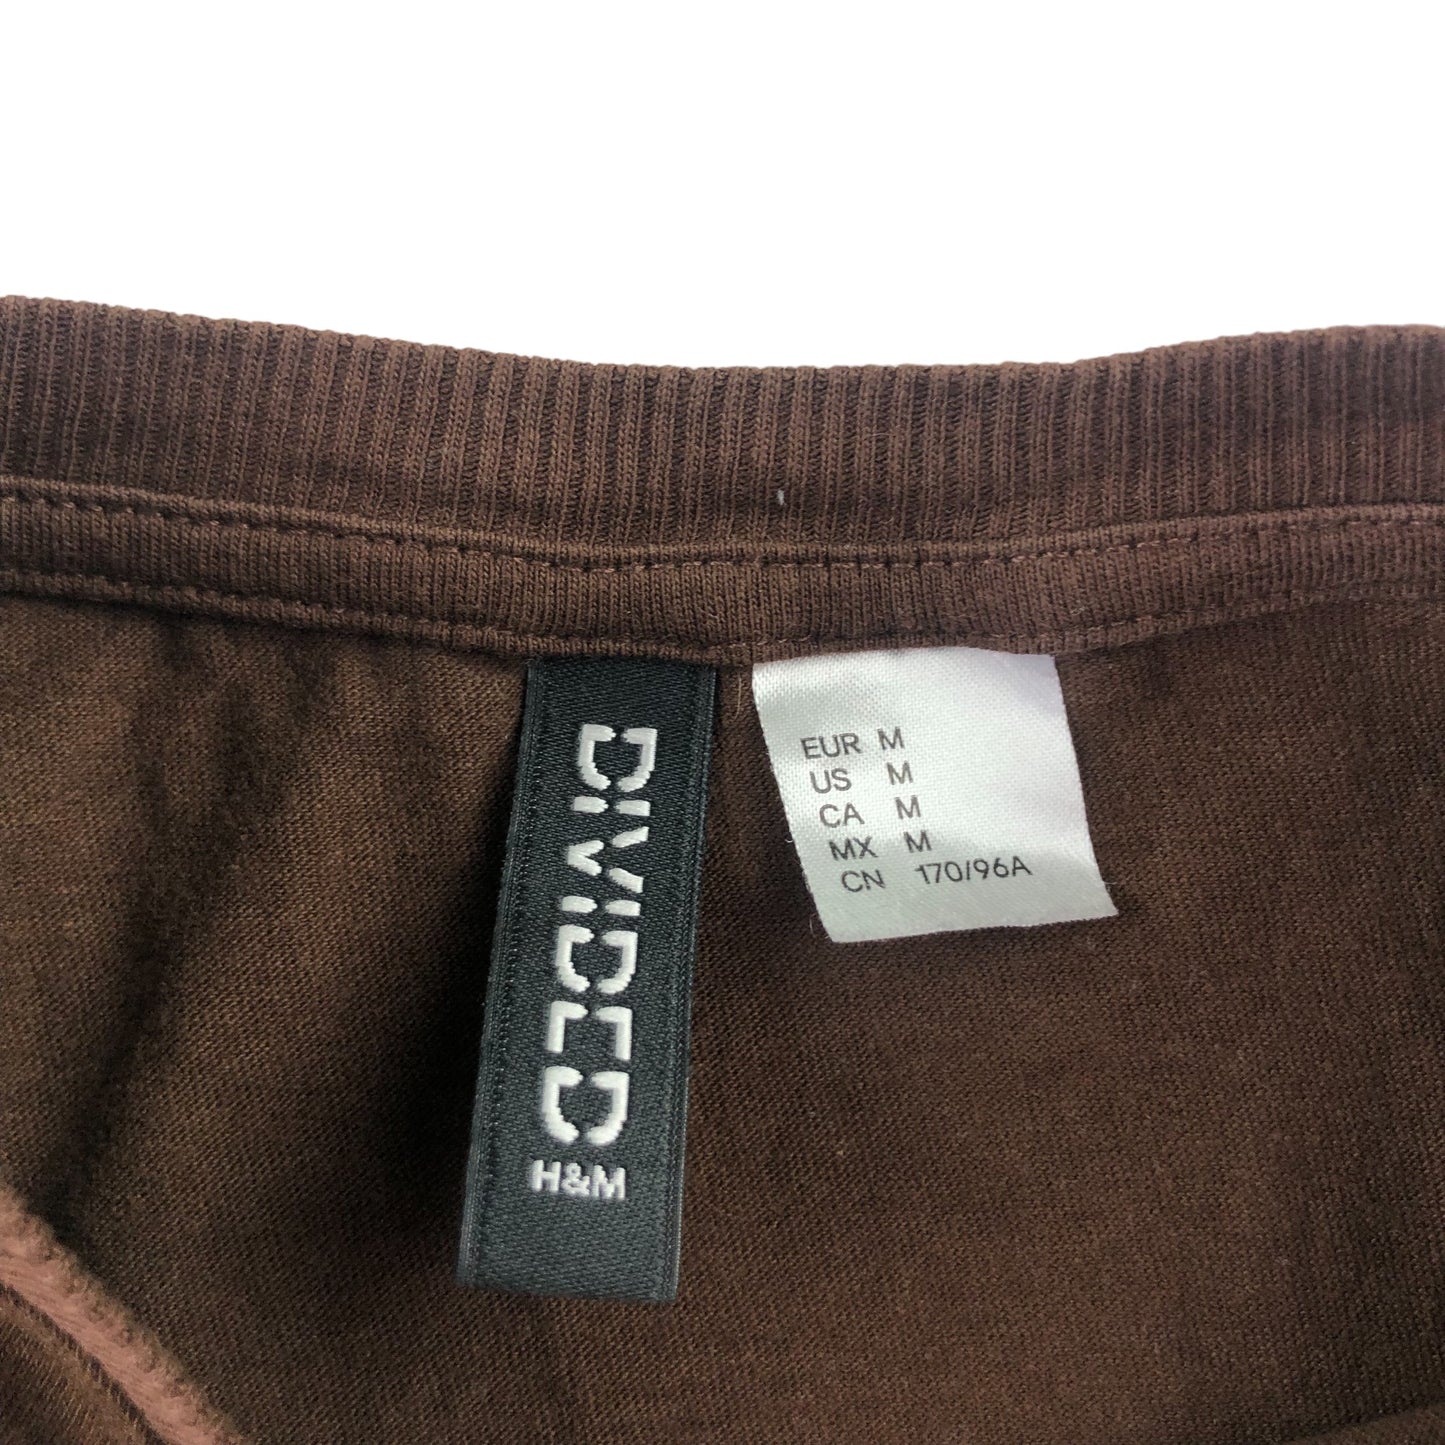 DIVIDED
H&M
EUR M
US M
CA M
MX M
CN 170/96A